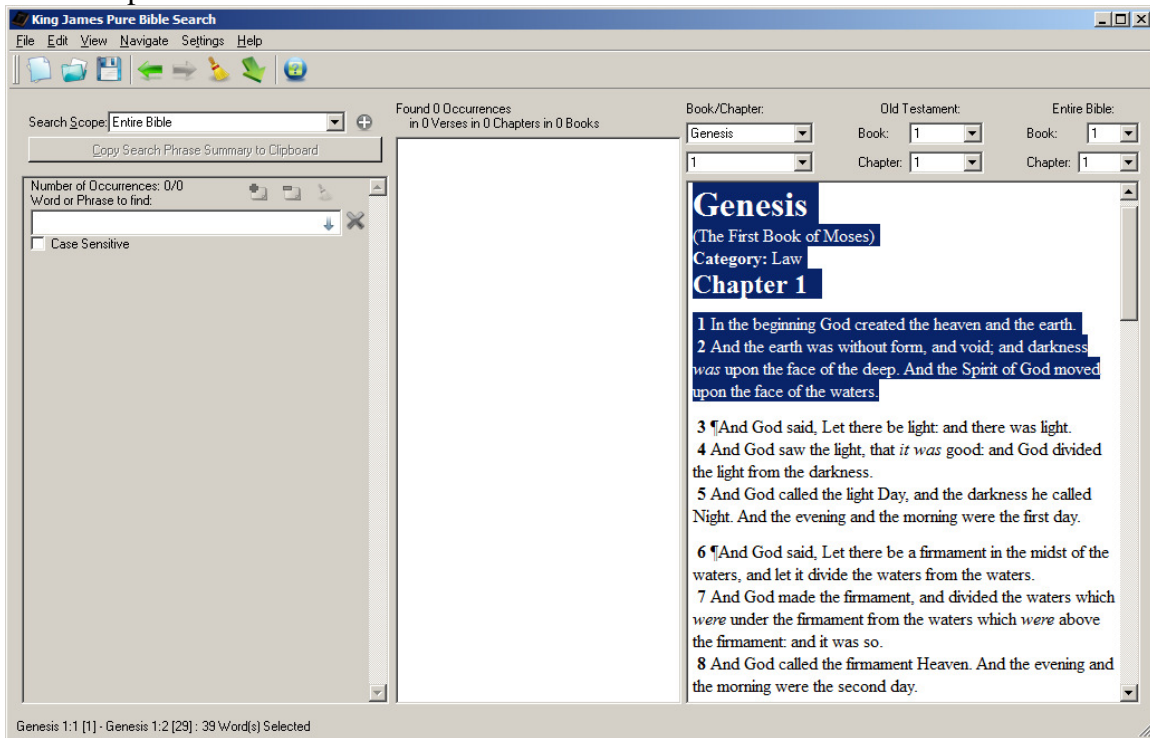 King James Pure Bible Search
File Edit View Navigate Settings Help
Search Scope: Entire Bible
Copy Search Phrase Summary to Clipboard
Number of Occurrences: 0/0
Word or Phrase to find:
Case Sensitive
Found 0 Occurrences
in 0 Verses in 0 Chapters in 0 Books
Book/Chapter: Old Testament: Entire Bible:
Genesis Book: 1 Book: 1
1 Chapter: 1 Chapter: 1
Genesis
(The First Book of Moses)
Category: Law
Chapter 1
1 In the beginning God created the heaven and the earth.
2 And the earth was without form, and void; and darkness
was upon the face of the deep. And the Spirit of God moved
upon the face of the waters.
3 ¶And God said, Let there be light: and there was light.
4 And God saw the light, that it was good: and God divided
the light from the darkness.
5 And God called the light Day, and the darkness he called
Night. And the evening and the morning were the first day.
6 ¶And God said, Let there be a firmament in the midst of the
waters, and let it divide the waters from the waters.
7 And God made the firmament, and divided the waters which
were under the firmament from the waters which were above
the firmament: and it was so.
8 And God called the firmament Heaven. And the evening and
the morning were the second day.
Genesis 1:1 [1] - Genesis 1:2 [29] : 39 Word(s) Selected